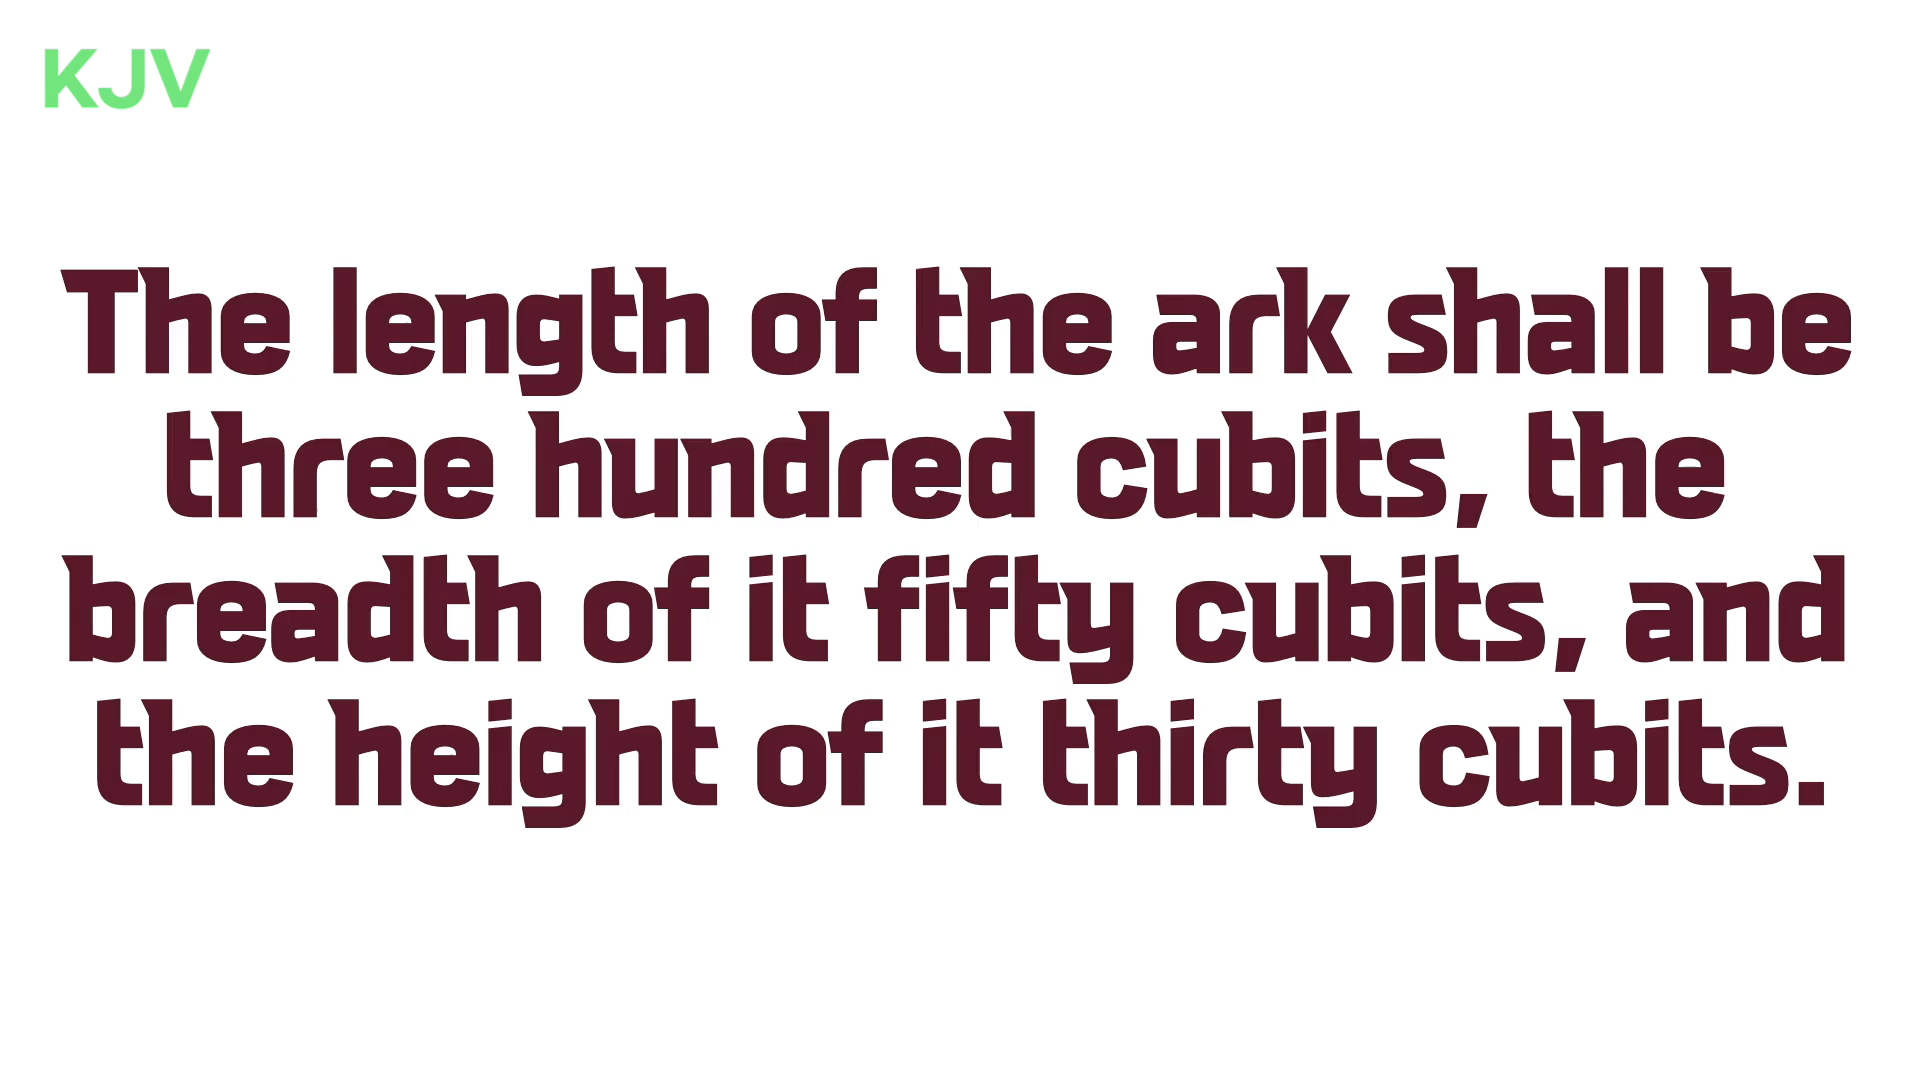 KJV
The length of the ark shall be
three hundred cubits, the
breadth of it fifty cubits, and
the height of it thirty cubits.